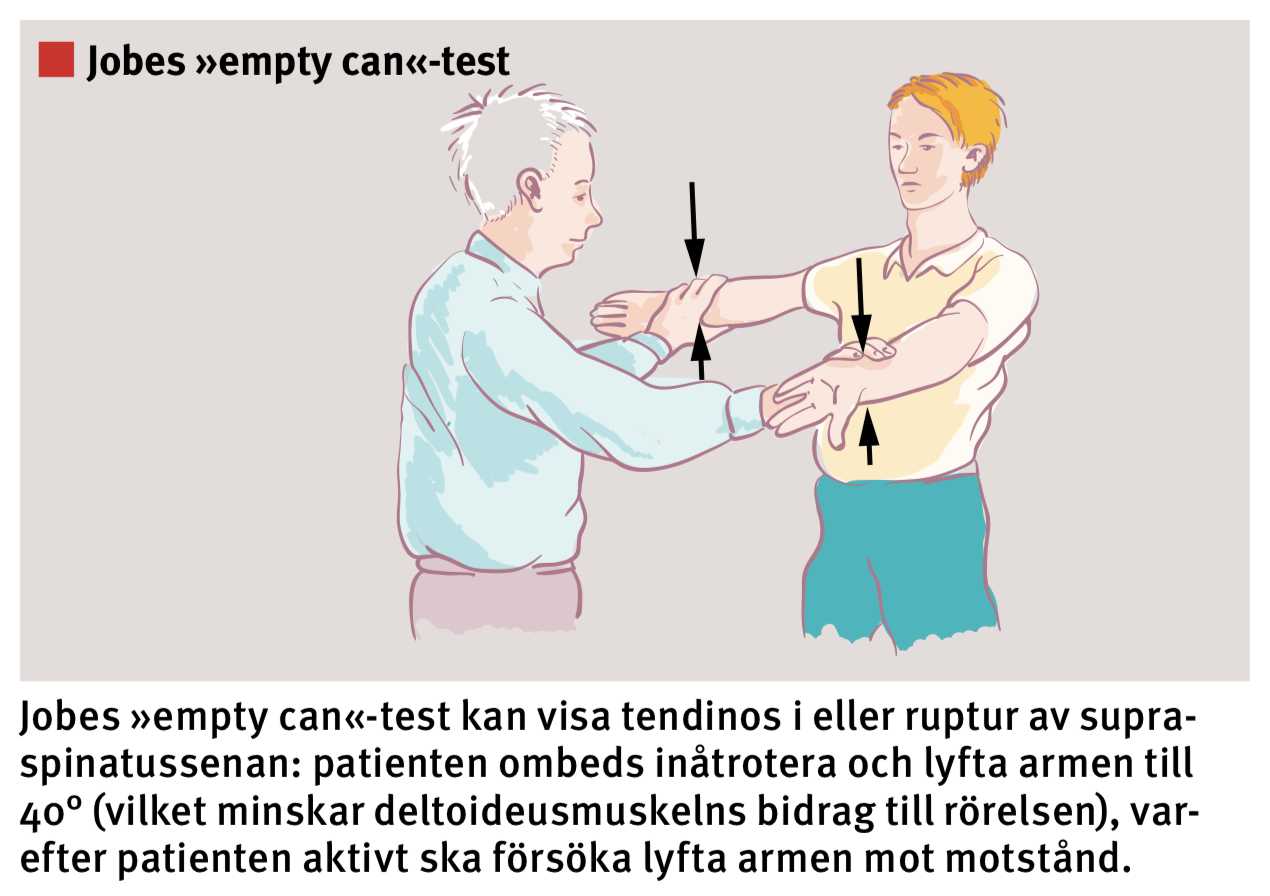 Jobes »empty can«-test
Jobes »empty can«-test kan visa tendinos i eller ruptur av supra-
spinatussenan: patienten ombeds inåtrotera och lyfta armen till
40° (vilket minskar deltoideusmuskelns bidrag till rörelsen), var-
efter patienten aktivt ska försöka lyfta armen mot motstånd.